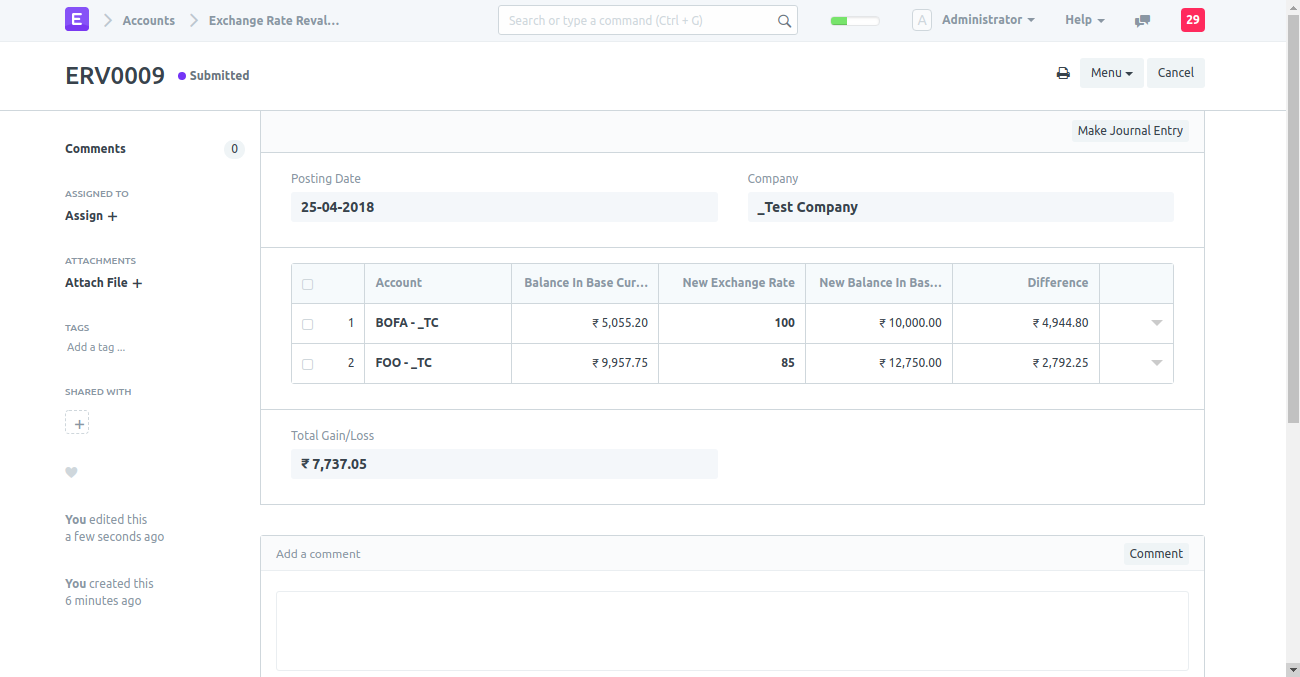 E Accounts Exchange Rate Reval... Search or type a command (Ctrl + G) A Administrator Help 29
ERV0009 Submitted Menu Cancel
Comments 0
ASSIGNED TO
Assign +
ATTACHMENTS
Attach File +
TAGS
Add a tag ...
SHARED WITH
+
You edited this
a few seconds ago
You created this
6 minutes ago
Make Journal Entry
Posting Date Company
25-04-2018 _Test Company
Account Balance In Base Cur... New Exchange Rate New Balance In Bas... Difference
1 BOFA - _TC ₹ 5,055.20 100 ₹ 10,000.00 ₹ 4,944.80
2 FOO - _TC ₹ 9,957.75 85 ₹ 12,750.00 ₹ 2,792.25
Total Gain/Loss
₹ 7,737.05
Add a comment Comment